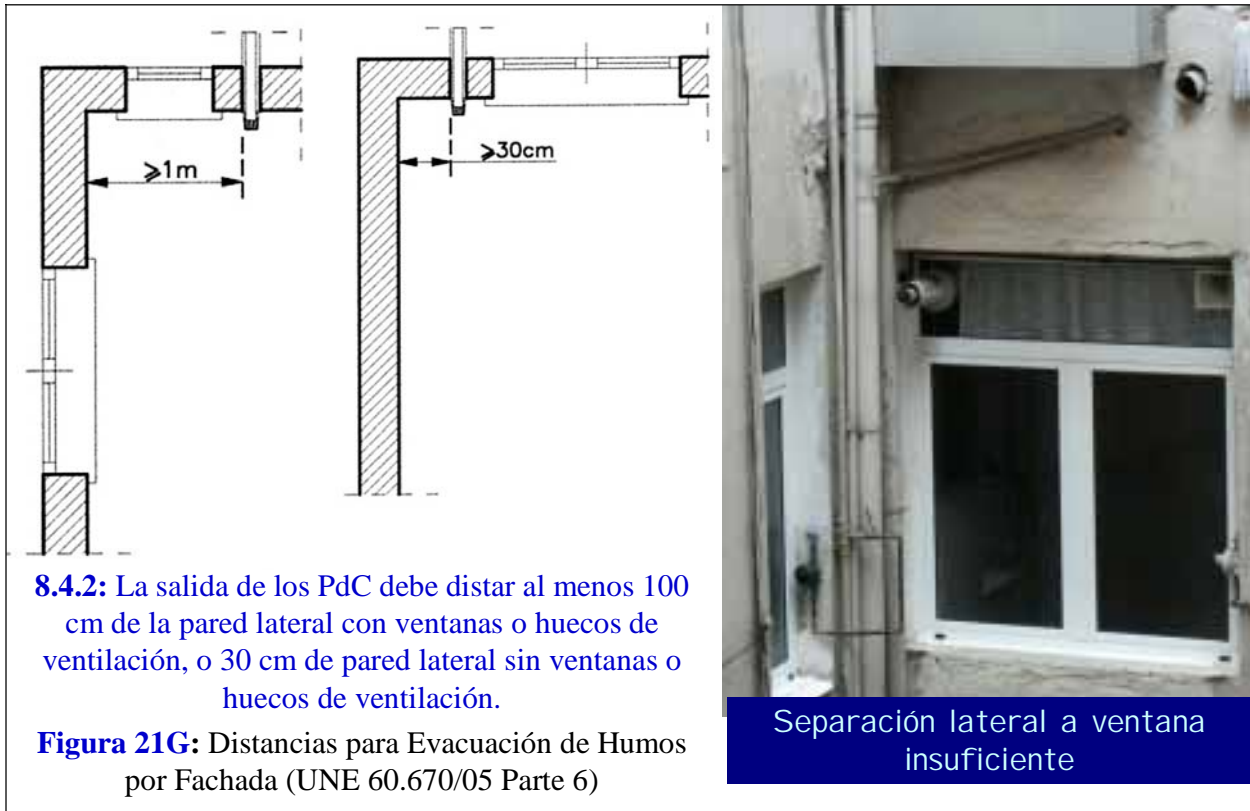 ≥1m
≥30cm
8.4.2: La salida de los PdC debe distar al menos 100
cm de la pared lateral con ventanas o huecos de
ventilación, o 30 cm de pared lateral sin ventanas o
huecos de ventilación.
Figura 21G: Distancias para Evacuación de Humos
por Fachada (UNE 60.670/05 Parte 6)
Separación lateral a ventana
insuficiente